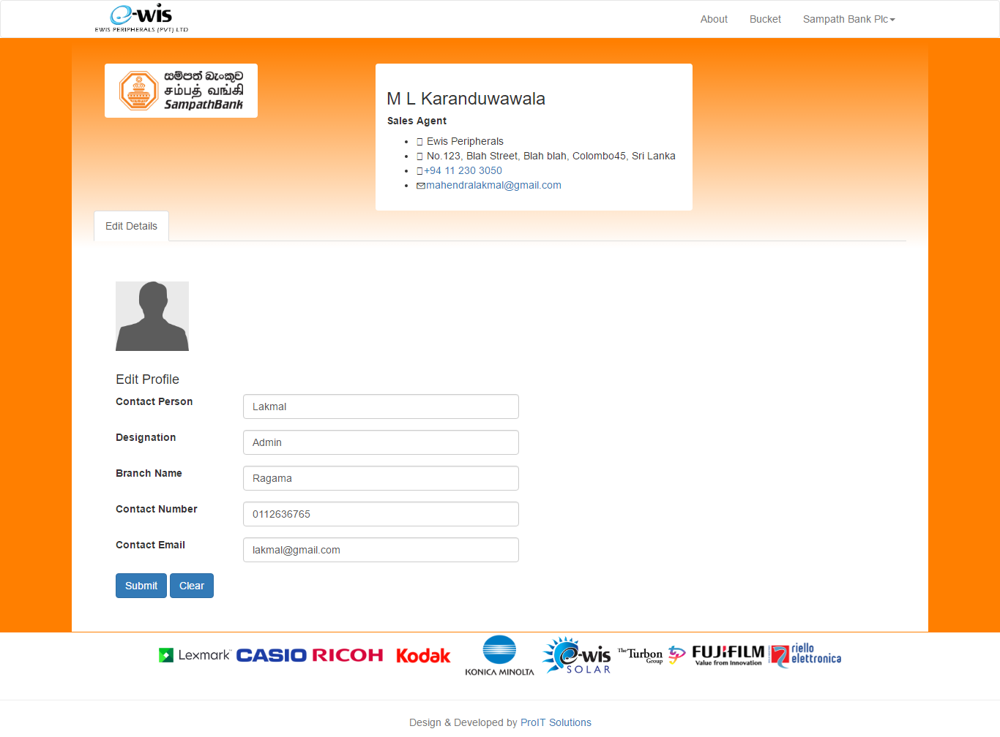 e-wis
EWIS PERIPHERALS (PVT) LTD
About
Bucket
Sampath Bank Plc
සම්පත් බැංකුව
சம்பத் வங்கி
SampathBank
M L Karanduwawala
Sales Agent
Ewis Peripherals
No.123, Blah Street, Blah blah, Colombo45, Sri Lanka
+94 11 230 3050
mahendralakmal@gmail.com
Edit Details
Edit Profile
Contact Person
Lakmal
Designation
Admin
Branch Name
Ragama
Contact Number
0112636765
Contact Email
lakmal@gmail.com
Submit
Clear
Lexmark™
CASIO
RICOH
Kodak
KONICA MINOLTA
e-wis
SOLAR
The Turbon
Group
FUJIFILM
Value from Innovation
riello
elettronica
Design & Developed by ProIT Solutions